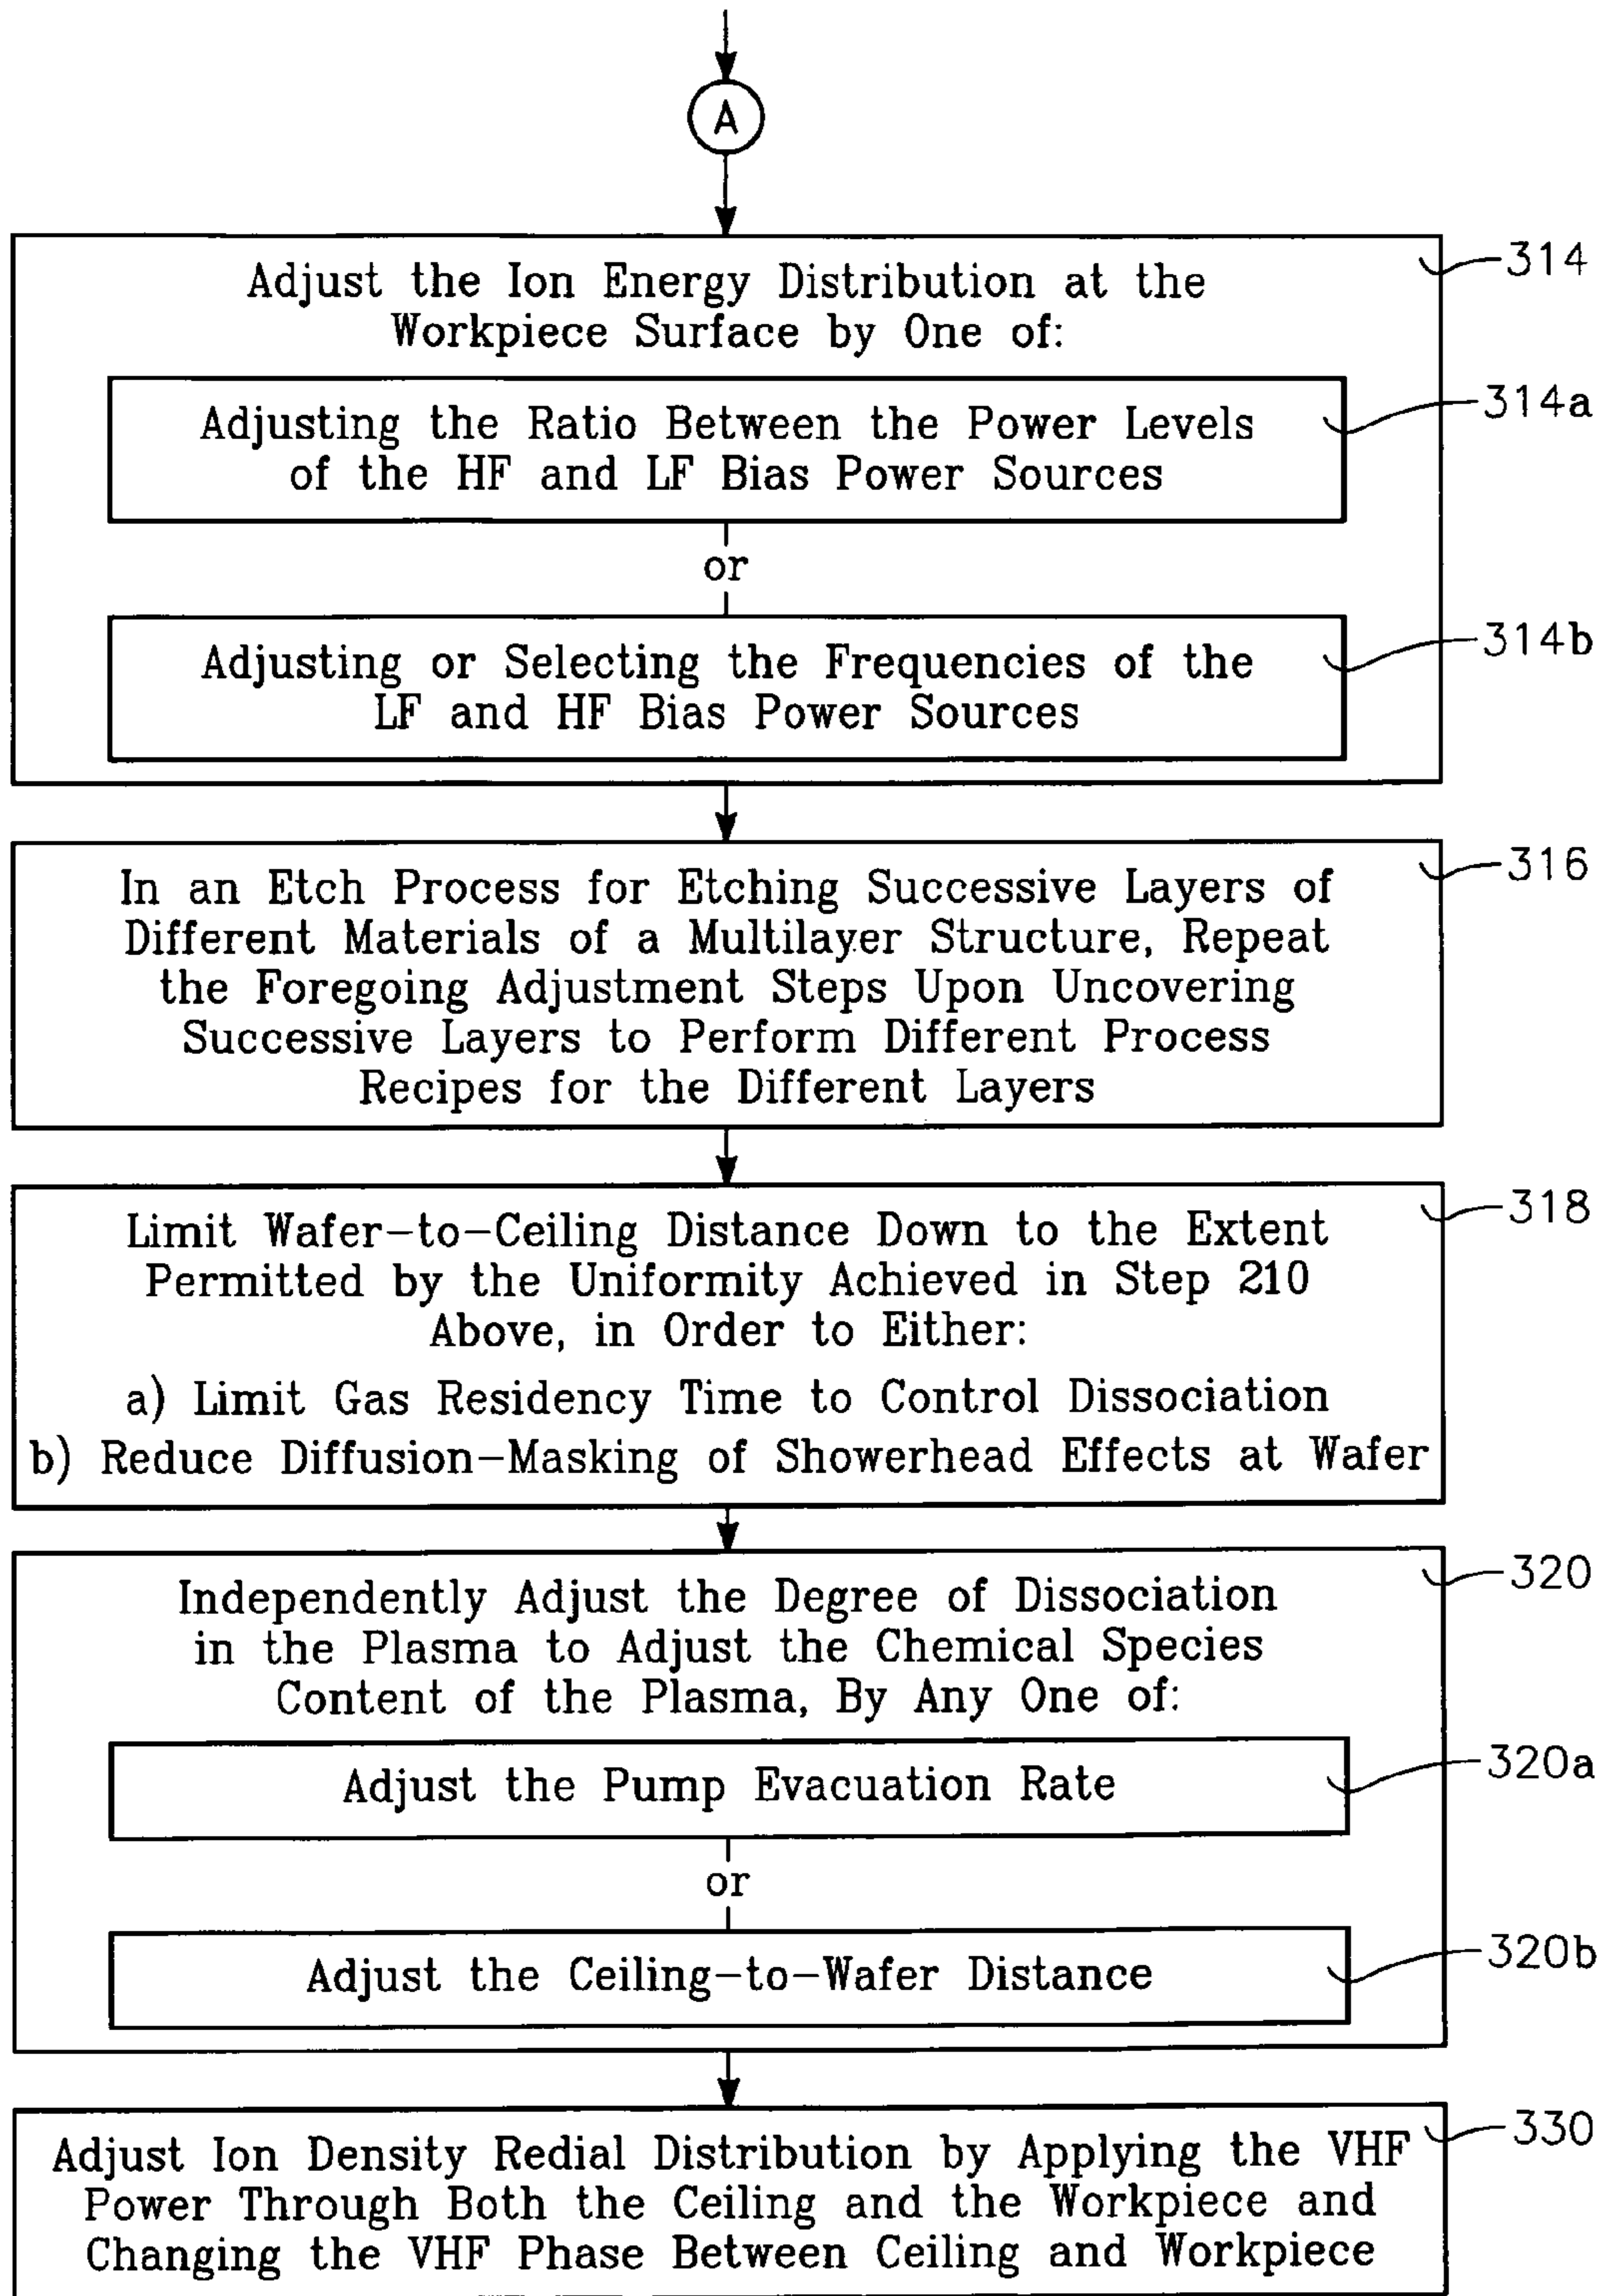 A
Adjust the Ion Energy Distribution at the
Workpiece Surface by One of:
314
Adjusting the Ratio Between the Power Levels
of the HF and LF Bias Power Sources
314a
or
Adjusting or Selecting the Frequencies of the
LF and HF Bias Power Sources
314b
In an Etch Process for Etching Successive Layers of
Different Materials of a Multilayer Structure, Repeat
the Foregoing Adjustment Steps Upon Uncovering
Successive Layers to Perform Different Process
Recipes for the Different Layers
316
Limit Wafer-to-Ceiling Distance Down to the Extent
Permitted by the Uniformity Achieved in Step 210
Above, in Order to Either:
a) Limit Gas Residency Time to Control Dissociation
b) Reduce Diffusion-Masking of Showerhead Effects at Wafer
318
Independently Adjust the Degree of Dissociation
in the Plasma to Adjust the Chemical Species
Content of the Plasma, By Any One of:
320
Adjust the Pump Evacuation Rate
320a
or
Adjust the Ceiling-to-Wafer Distance
320b
Adjust Ion Density Redial Distribution by Applying the VHF
Power Through Both the Ceiling and the Workpiece and
Changing the VHF Phase Between Ceiling and Workpiece
330